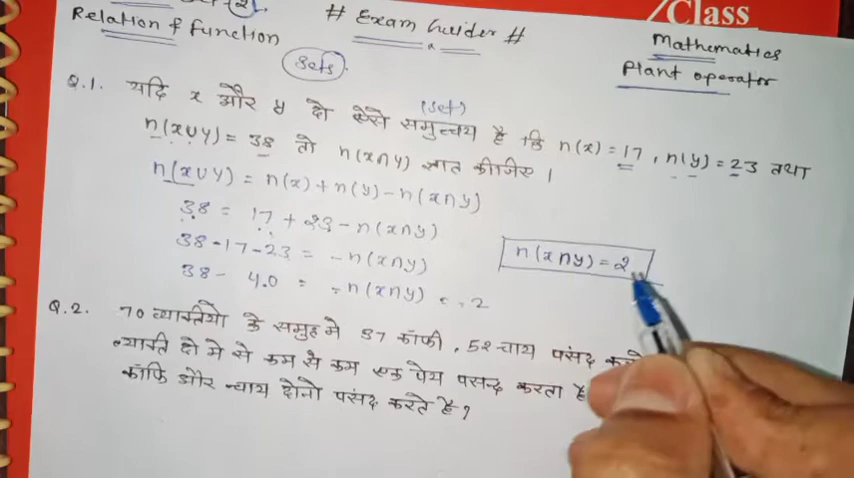 Class
Relation & function
# Exam Guider #
Mathematics
Plant operator
Sets
Q.1. यदि x और y दो ऐसे समुच्चय है कि n(x) = 17, n(y) = 23 तथा
(Set)
n(x∪y) = 38 तो n(x∩y) ज्ञात कीजिए ।
n(x∪y) = n(x) + n(y) - n(x∩y)
38 = 17 + 23 - n(x∩y)
38-17-23 = -n(x∩y)
38 - 40 = -n(x∩y) = -2
n(x∩y) = 2
Q.2. 70 व्यक्तियो के समुह मे 37 कॉफी, 52 चाय पसंद करते
व्यक्ति दो मे से कम से कम एक पेय पसन्द करता है
कॉफि और चाय दोनो पसंद करते है?